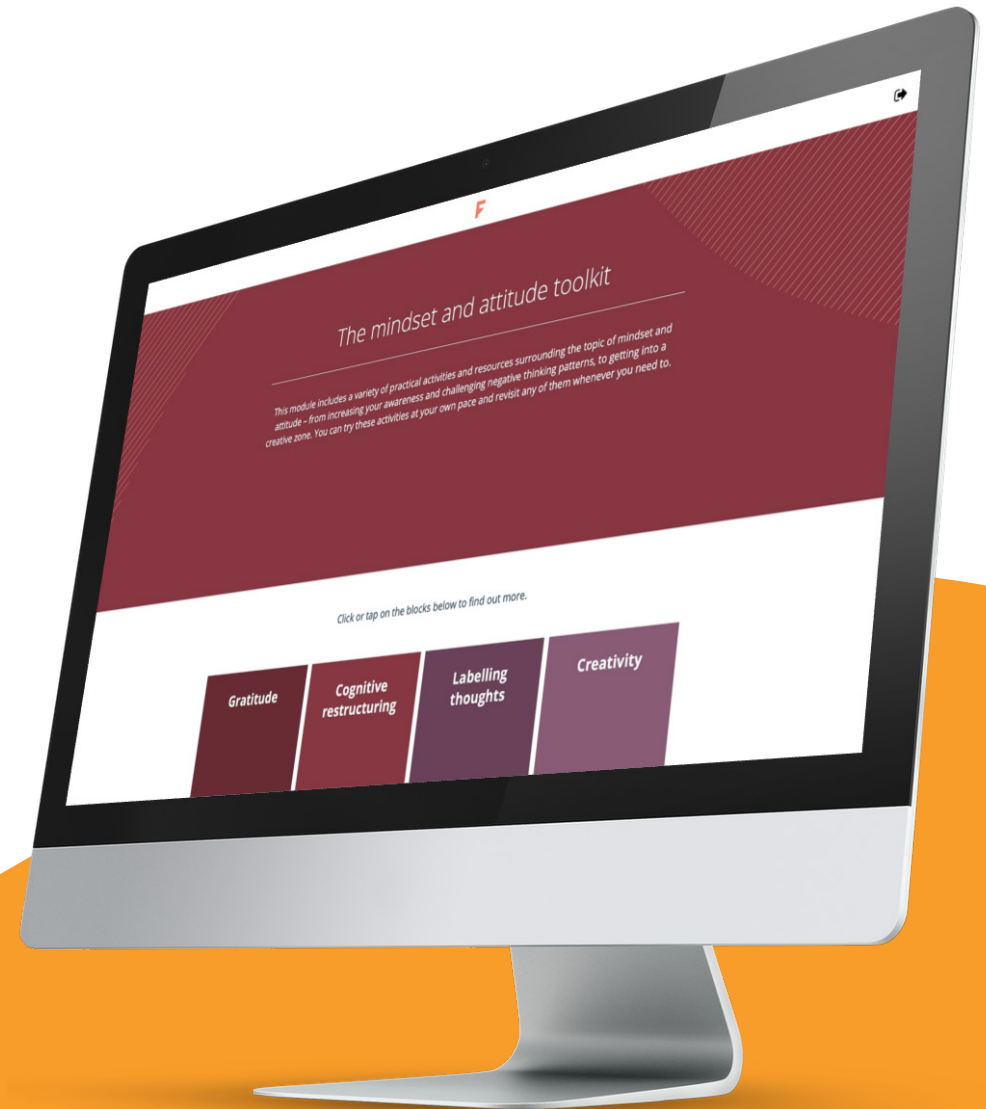 F
The mindset and attitude toolkit
This module includes a variety of practical activities and resources surrounding the topic of mindset and
attitude – from increasing your awareness and challenging negative thinking patterns, to getting into a
creative zone. You can try these activities at your own pace and revisit any of them whenever you need to.
Click or tap on the blocks below to find out more.
Gratitude
Cognitive
restructuring
Labelling
thoughts
Creativity